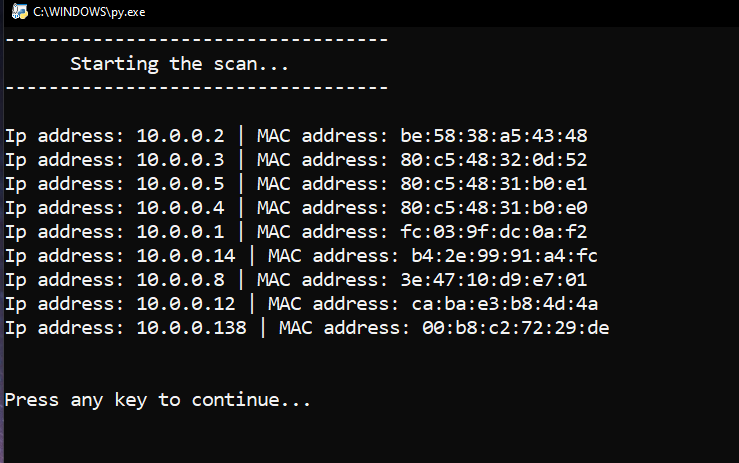 C:\WINDOWS\py.exe
-----------------------------------
Starting the scan...
-----------------------------------
Ip address: 10.0.0.2 | MAC address: be:58:38:a5:43:48
Ip address: 10.0.0.3 | MAC address: 80:c5:48:32:0d:52
Ip address: 10.0.0.5 | MAC address: 80:c5:48:31:b0:e1
Ip address: 10.0.0.4 | MAC address: 80:c5:48:31:b0:e0
Ip address: 10.0.0.1 | MAC address: fc:03:9f:dc:0a:f2
Ip address: 10.0.0.14 | MAC address: b4:2e:99:91:a4:fc
Ip address: 10.0.0.8 | MAC address: 3e:47:10:d9:e7:01
Ip address: 10.0.0.12 | MAC address: ca:ba:e3:b8:4d:4a
Ip address: 10.0.0.138 | MAC address: 00:b8:c2:72:29:de
Press any key to continue...